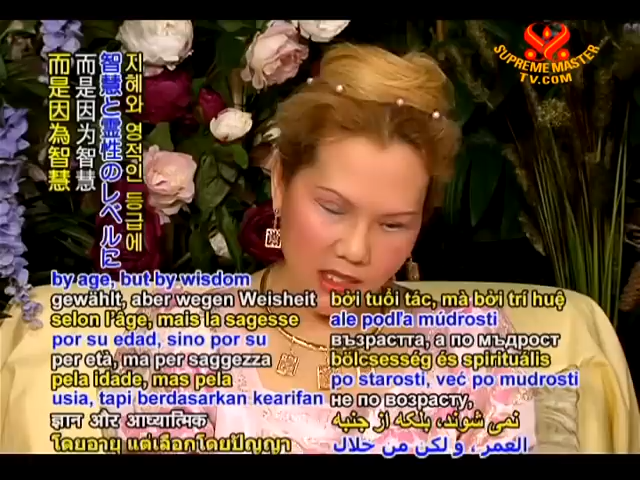 SUPREME MASTER
TV.COM
저혜와 영적인 등급에
智慧と霊性のレベルに
而是因为智慧
而是因為智慧
by age, but by wisdom
gewählt, aber wegen Weisheit
selon l'âge, mais la sagesse
por su edad, sino por su
per età, ma per saggezza
pela idade, mas pela
usia, tapi berdasarkan kearifan
ज्ञान और आध्यात्मिक
โดยอายุ แต่เลือกโดยปัญญา
bởi tuổi tác, mà bởi trí huệ
ale podľa múdrosti
възрастта, а по мъдрост
bölcsesség és spirituális
po starosti, već po mudrosti
не по возрасту,
نمی شوند، بلکه از جنبه
العمر ، و لكن من خلال